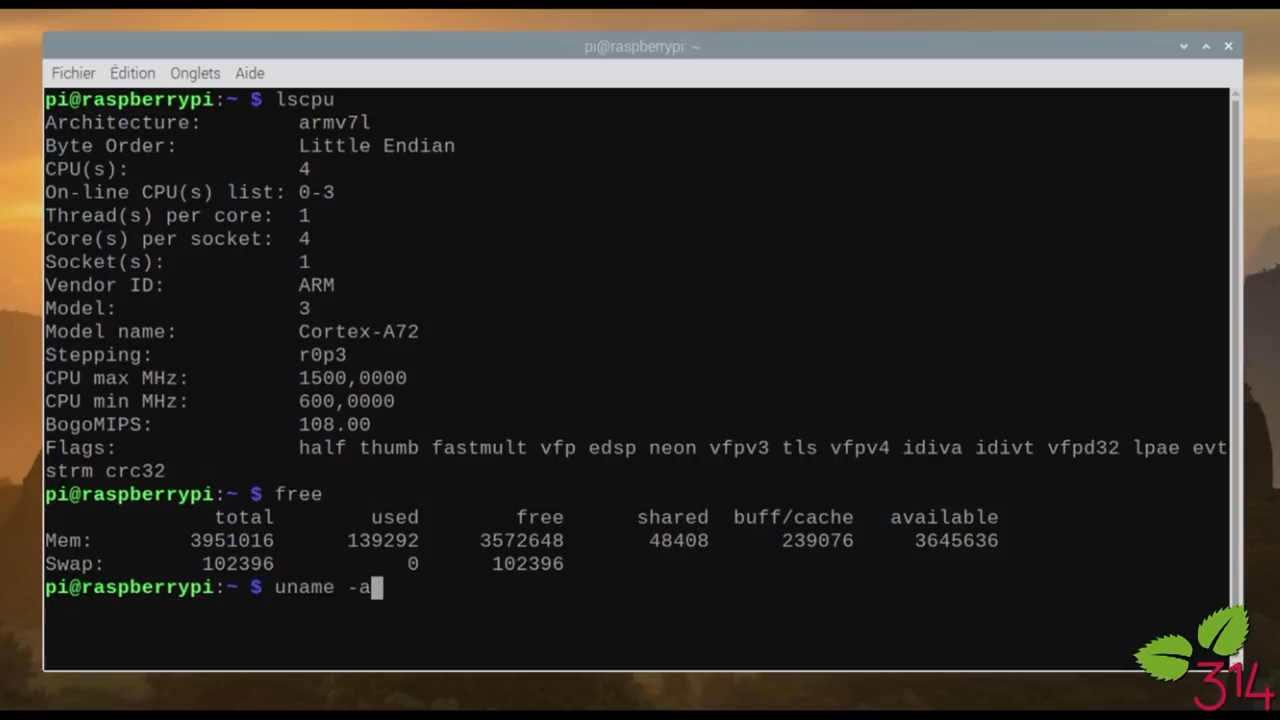 pi@raspberrypi: ~
Fichier Édition Onglets Aide
pi@raspberrypi:~ $ lscpu
Architecture: armv7l
Byte Order: Little Endian
CPU(s): 4
On-line CPU(s) list: 0-3
Thread(s) per core: 1
Core(s) per socket: 4
Socket(s): 1
Vendor ID: ARM
Model: 3
Model name: Cortex-A72
Stepping: r0p3
CPU max MHz: 1500,0000
CPU min MHz: 600,0000
BogoMIPS: 108.00
Flags: half thumb fastmult vfp edsp neon vfpv3 tls vfpv4 idiva idivt vfpd32 lpae evt
strm crc32
pi@raspberrypi:~ $ free
total used free shared buff/cache available
Mem: 3951016 139292 3572648 48408 239076 3645636
Swap: 102396 0 102396
pi@raspberrypi:~ $ uname -a
314